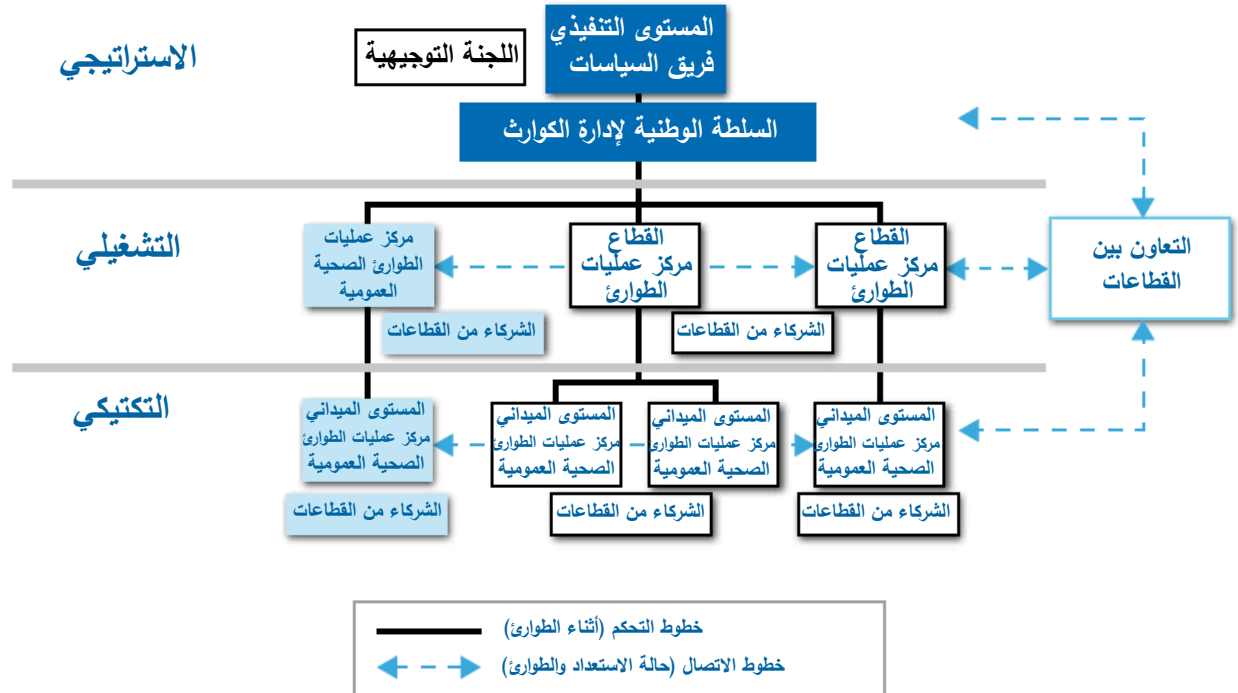 الاستراتيجي
المستوى التنفيذي
فريق السياسات
اللجنة التوجيهية
السلطة الوطنية لإدارة الكوارث
التشغيلي
التعاون بين
القطاعات
القطاع
مركز عمليات
الطوارئ
القطاع
مركز عمليات
الطوارئ
مركز عمليات
الطوارئ الصحية
العمومية
الشركاء من القطاعات
الشركاء من القطاعات
التكتيكي
المستوى الميداني
مركز عمليات الطوارئ
الصحية العمومية
المستوى الميداني
مركز عمليات الطوارئ
الصحية العمومية
المستوى الميداني
مركز عمليات الطوارئ
الصحية العمومية
المستوى الميداني
مركز عمليات الطوارئ
الصحية العمومية
الشركاء من القطاعات
الشركاء من القطاعات
الشركاء من القطاعات
خطوط التحكم (أثناء الطوارئ)
خطوط الاتصال (حالة الاستعداد والطوارئ)